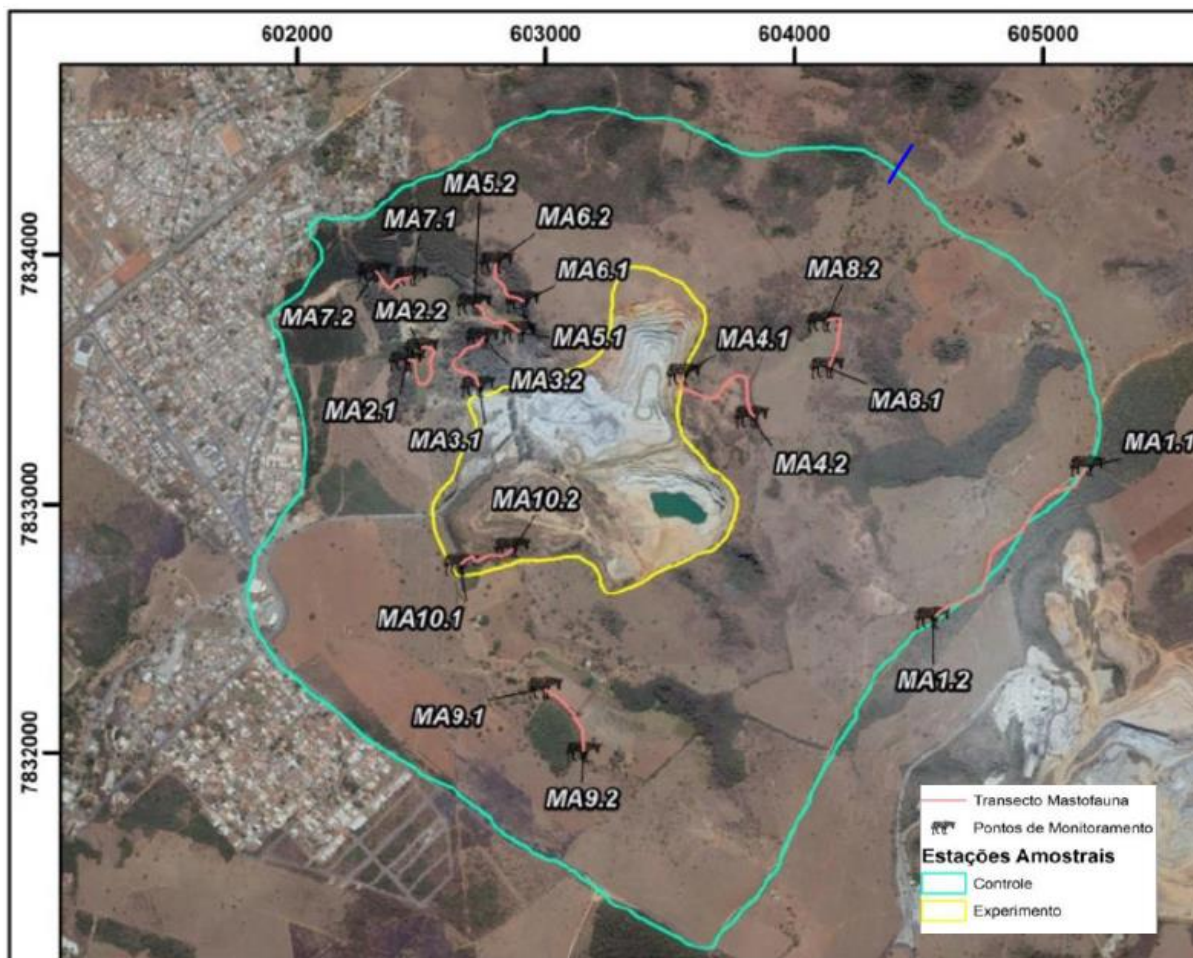 602000 603000 604000 605000
7834000
7833000
7832000
MA5.2
MA7.1
MA6.2
MA6.1
MA8.2
MA2.2
MA7.2
MA5.1
MA4.1
MA3.2
MA8.1
MA2.1
MA3.1
MA4.2
MA1.1
MA10.2
MA10.1
MA1.2
MA9.1
MA9.2
Transecto Mastofauna
Pontos de Monitoramento
Estações Amostrais
Controle
Experimento